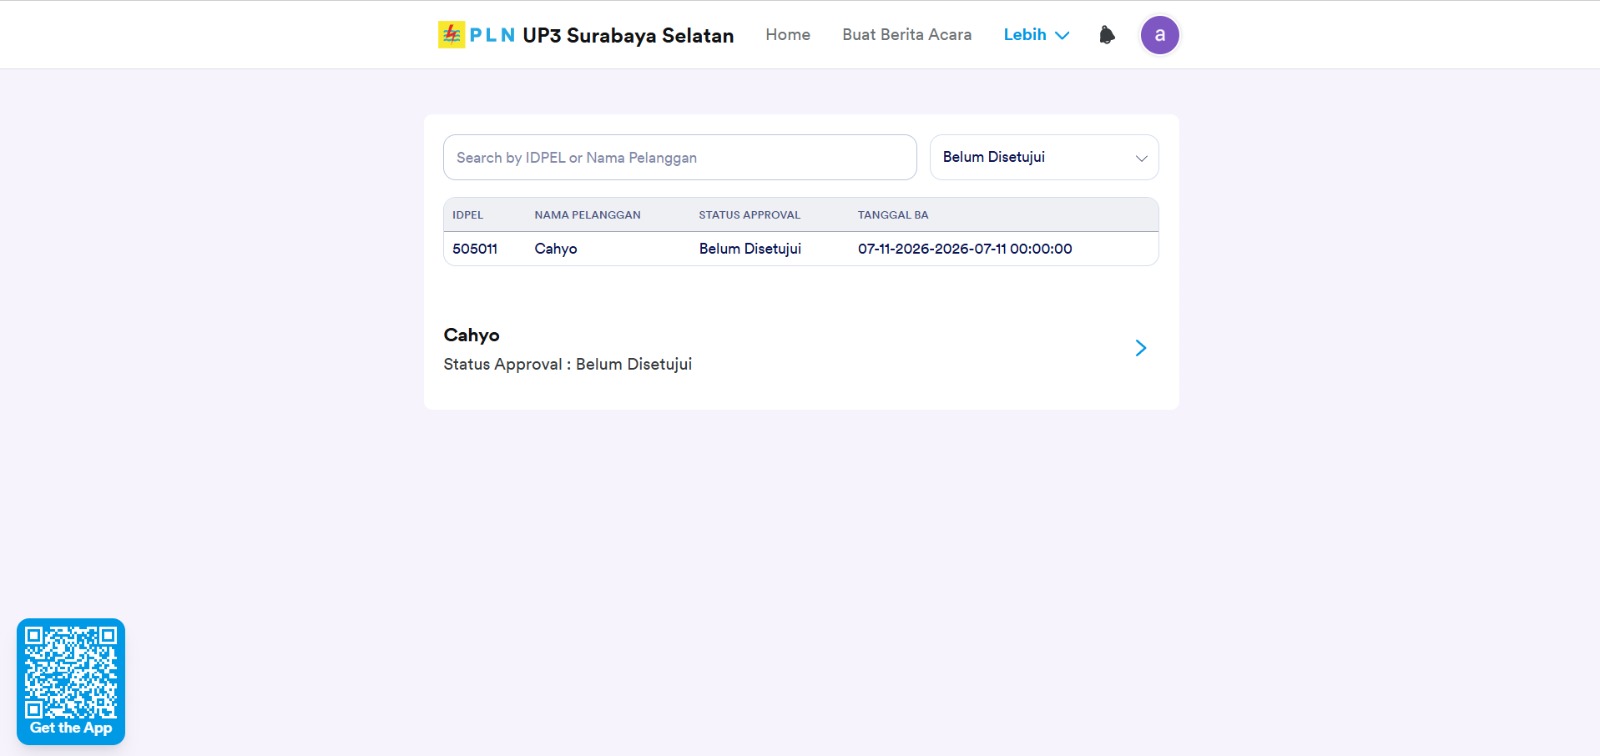 PLN UP3 Surabaya Selatan Home Buat Berita Acara Lebih a
Search by IDPEL or Nama Pelanggan Belum Disetujui
IDPEL NAMA PELANGGAN STATUS APPROVAL TANGGAL BA
505011 Cahyo Belum Disetujui 07-11-2026-2026-07-11 00:00:00
Cahyo
Status Approval : Belum Disetujui
Get the App